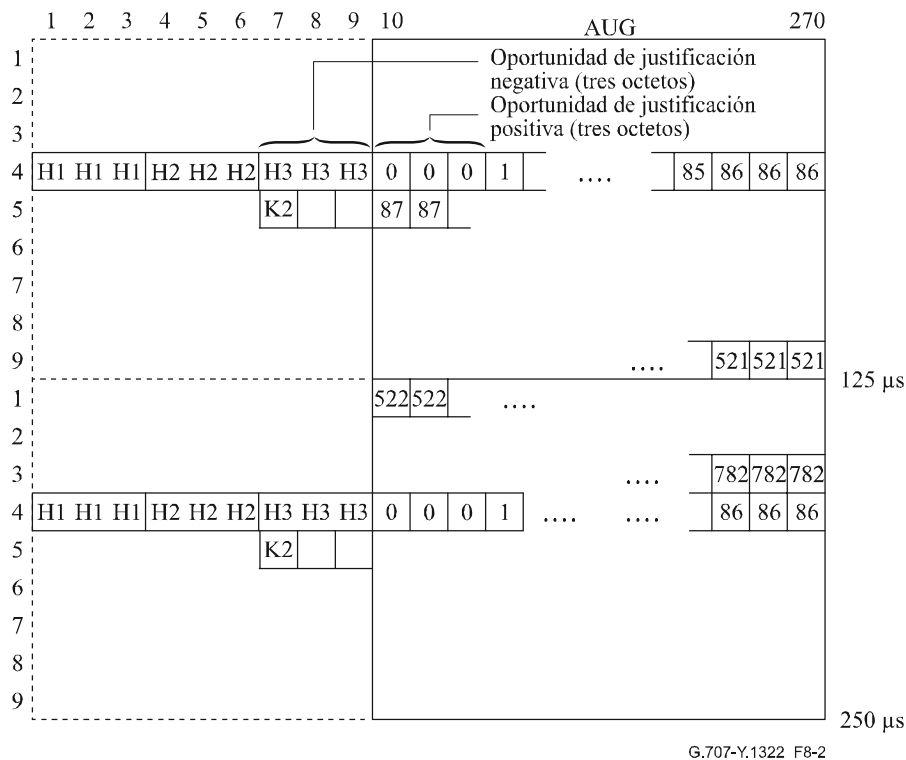 1 2 3 4 5 6 7 8 9 10 AUG 270
1
Oportunidad de justificación
negativa (tres octetos)
2
Oportunidad de justificación
positiva (tres octetos)
3
4 H1 H1 H1 H2 H2 H2 H3 H3 H3 0 0 0 1 .... 85 86 86 86
5 K2 87 87
6
7
8
9 .... 521 521 521
125 µs
1 522 522 ....
2
3 .... 782 782 782
4 H1 H1 H1 H2 H2 H2 H3 H3 H3 0 0 0 1 .... .... 86 86 86
5 K2
6
7
8
9
250 µs
G.707-Y.1322_F8-2